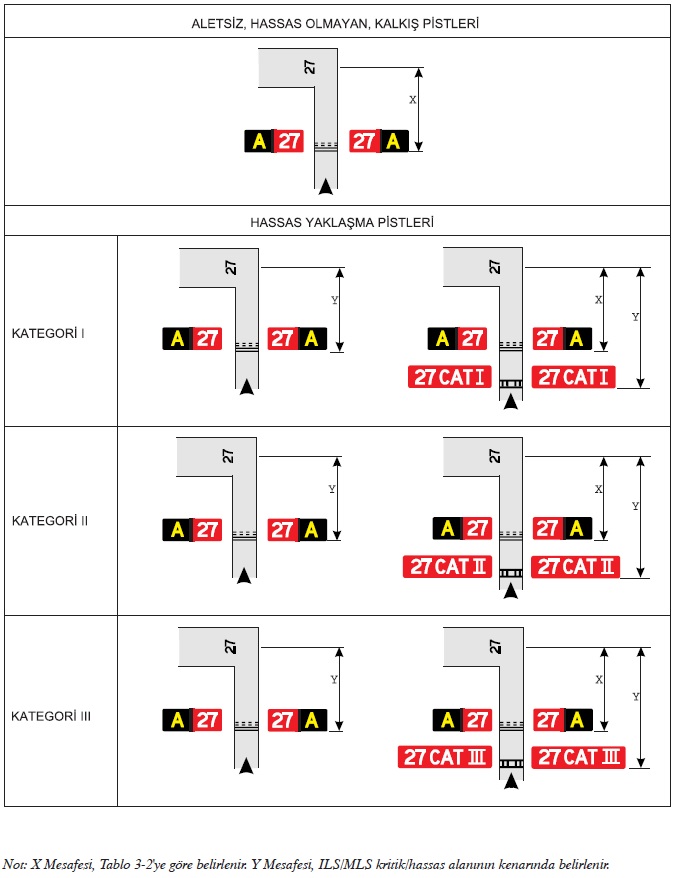 ALETSİZ, HASSAS OLMAYAN, KALKIŞ PİSTLERİ
27
X
A 27 27 A
HASSAS YAKLAŞMA PİSTLERİ
KATEGORİ I
27
Y
A 27 27 A
27
X
Y
A 27 27 A
27 CAT I 27 CAT I
KATEGORİ II
27
Y
A 27 27 A
27
X
Y
A 27 27 A
27 CAT II 27 CAT II
KATEGORİ III
27
Y
A 27 27 A
27
X
Y
A 27 27 A
27 CAT III 27 CAT III
Not: X Mesafesi, Tablo 3-2'ye göre belirlenir. Y Mesafesi, ILS/MLS kritik/hassas alanının kenarında belirlenir.